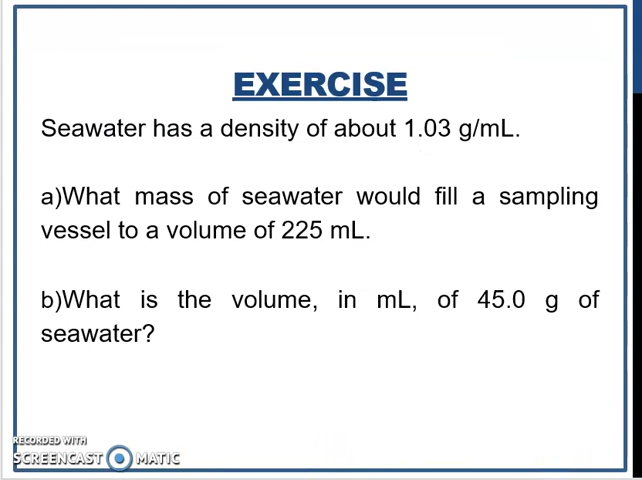 EXERCISE
Seawater has a density of about 1.03 g/mL.
a)What mass of seawater would fill a sampling
vessel to a volume of 225 mL.
b)What is the volume, in mL, of 45.0 g of
seawater?
RECORDED WITH
SCREENCAST MATIC